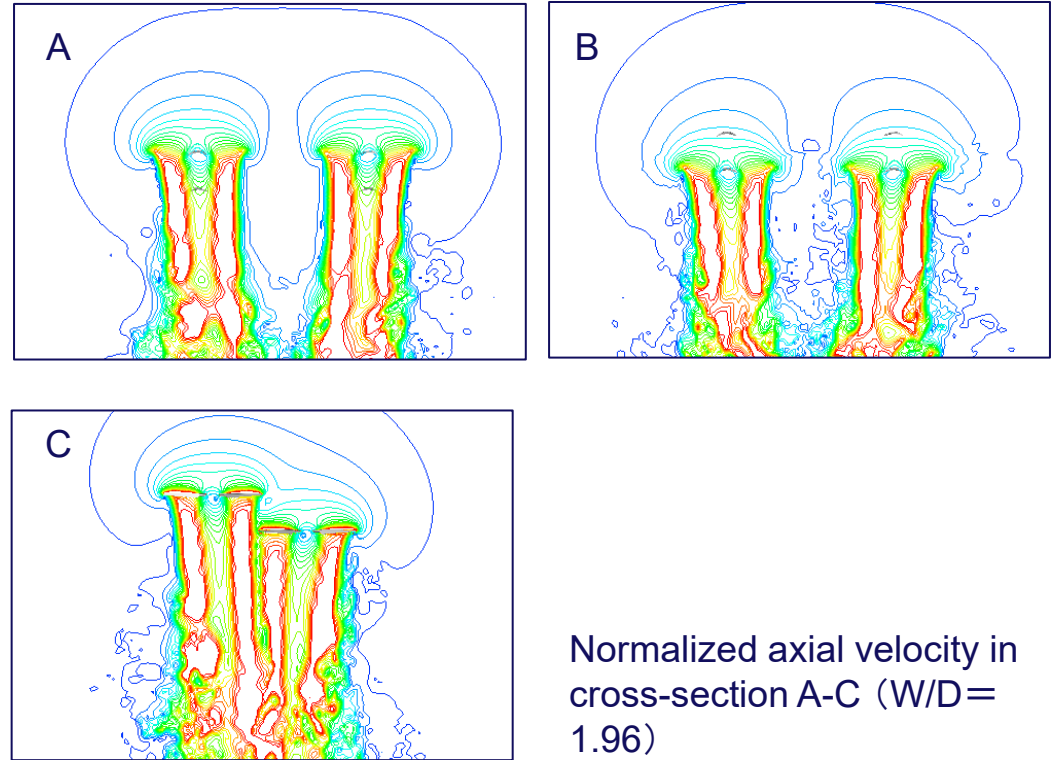 A
B
C
Normalized axial velocity in
cross-section A-C（W/D＝
1.96）